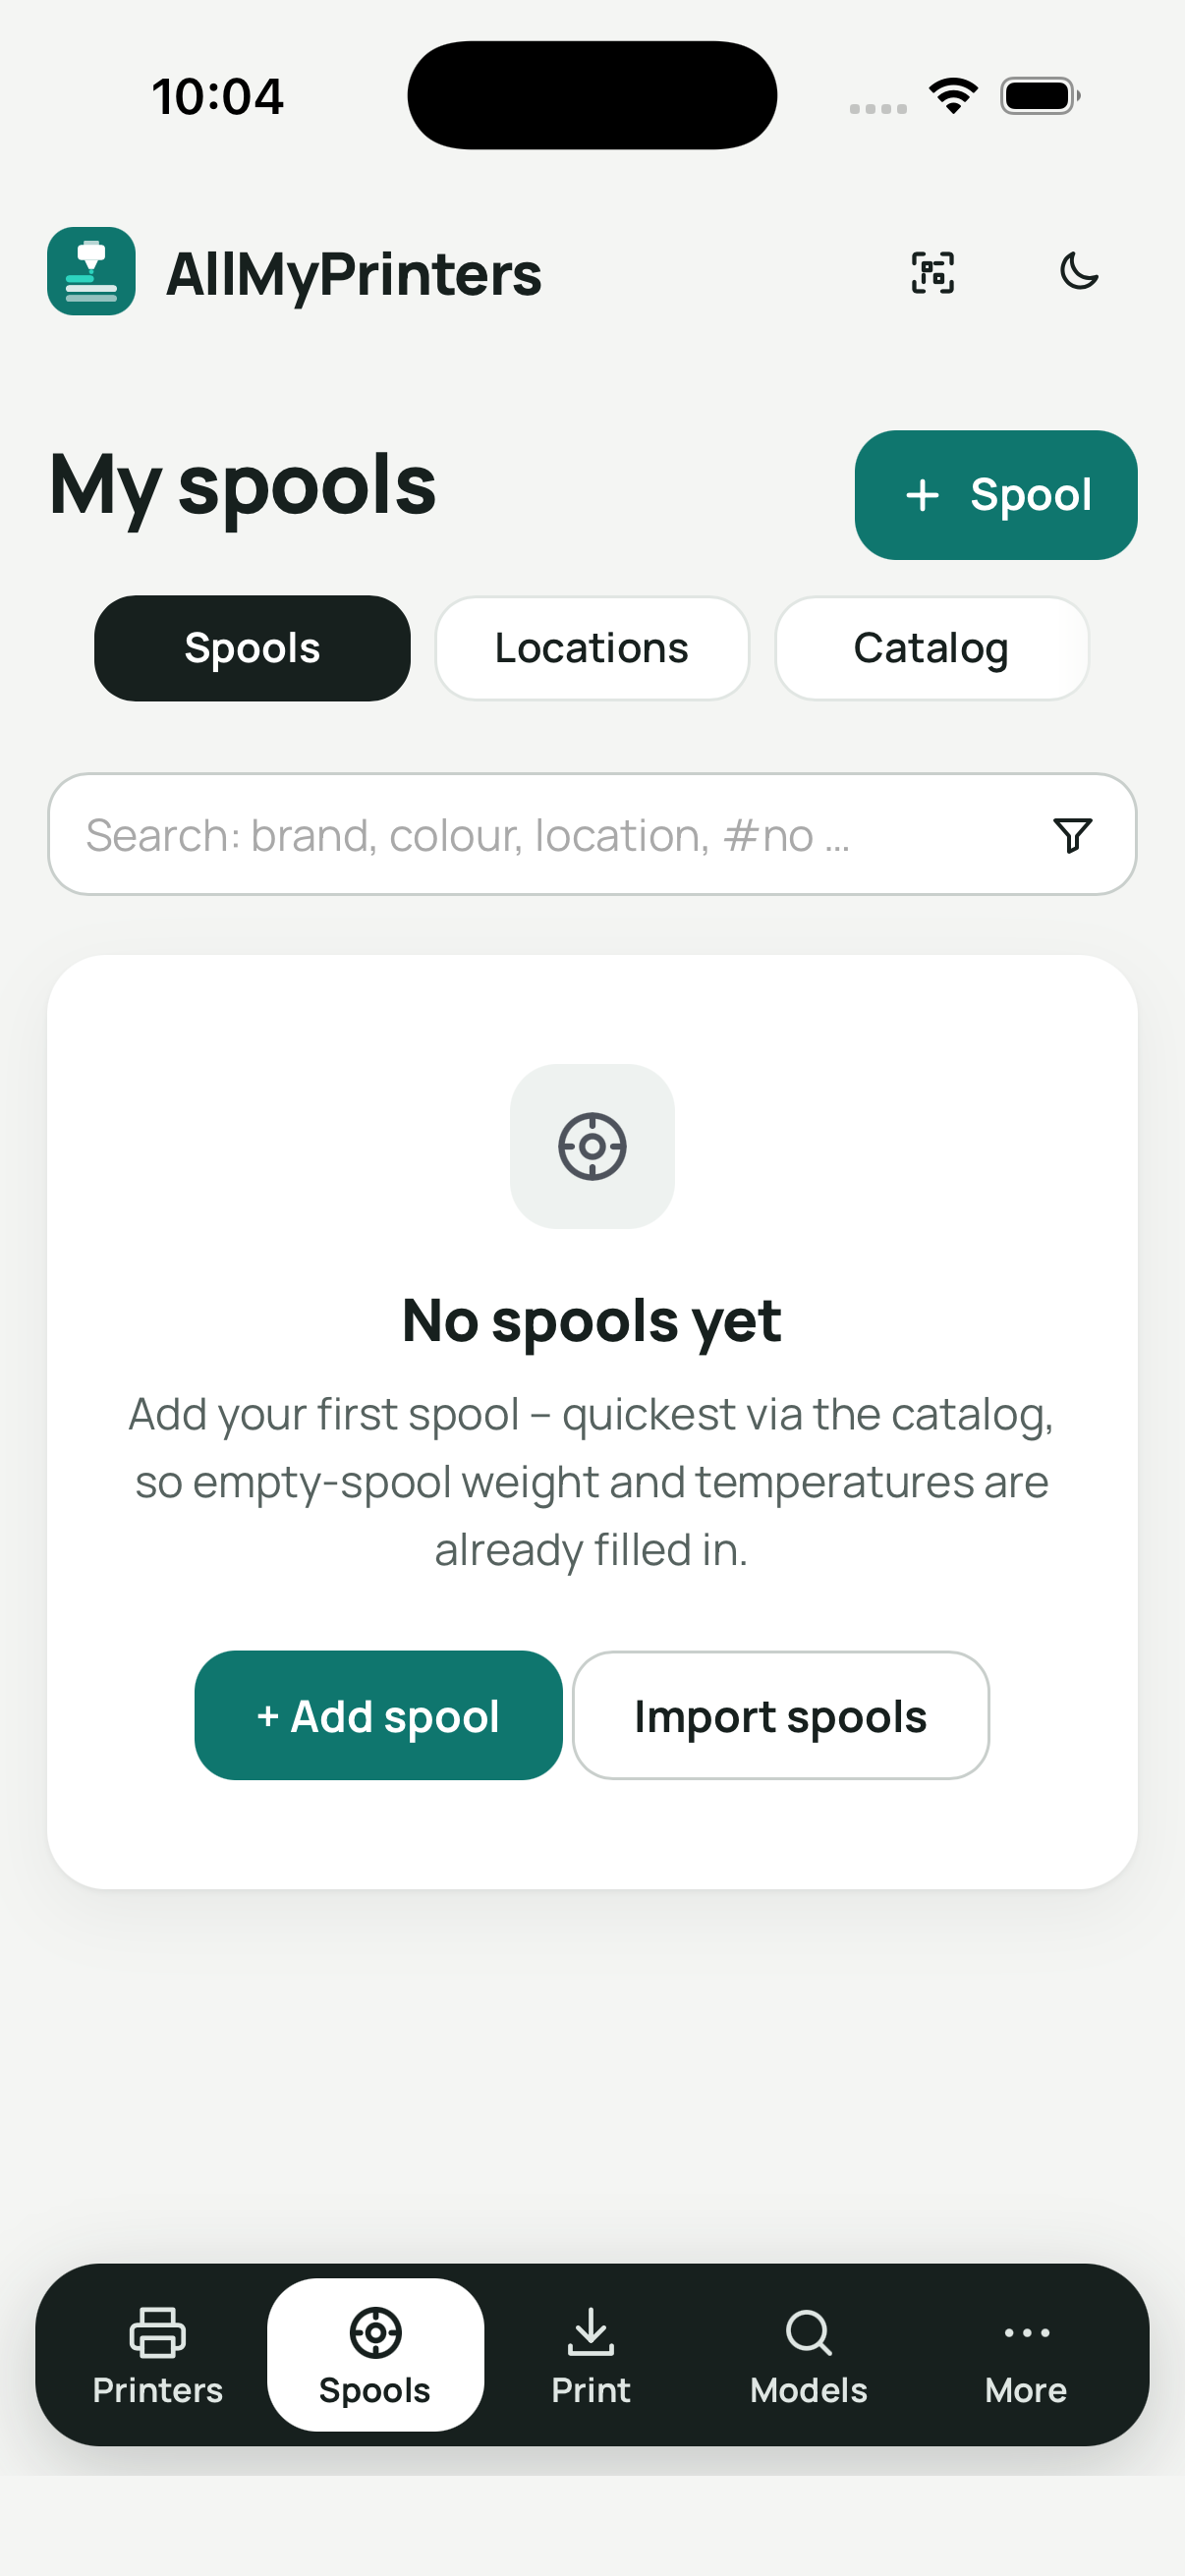 10:04
AllMyPrinters
My spools
+ Spool
Spools
Locations
Catalog
Search: brand, colour, location, #no ...
No spools yet
Add your first spool – quickest via the catalog,
so empty-spool weight and temperatures are
already filled in.
+ Add spool
Import spools
Printers
Spools
Print
Models
More